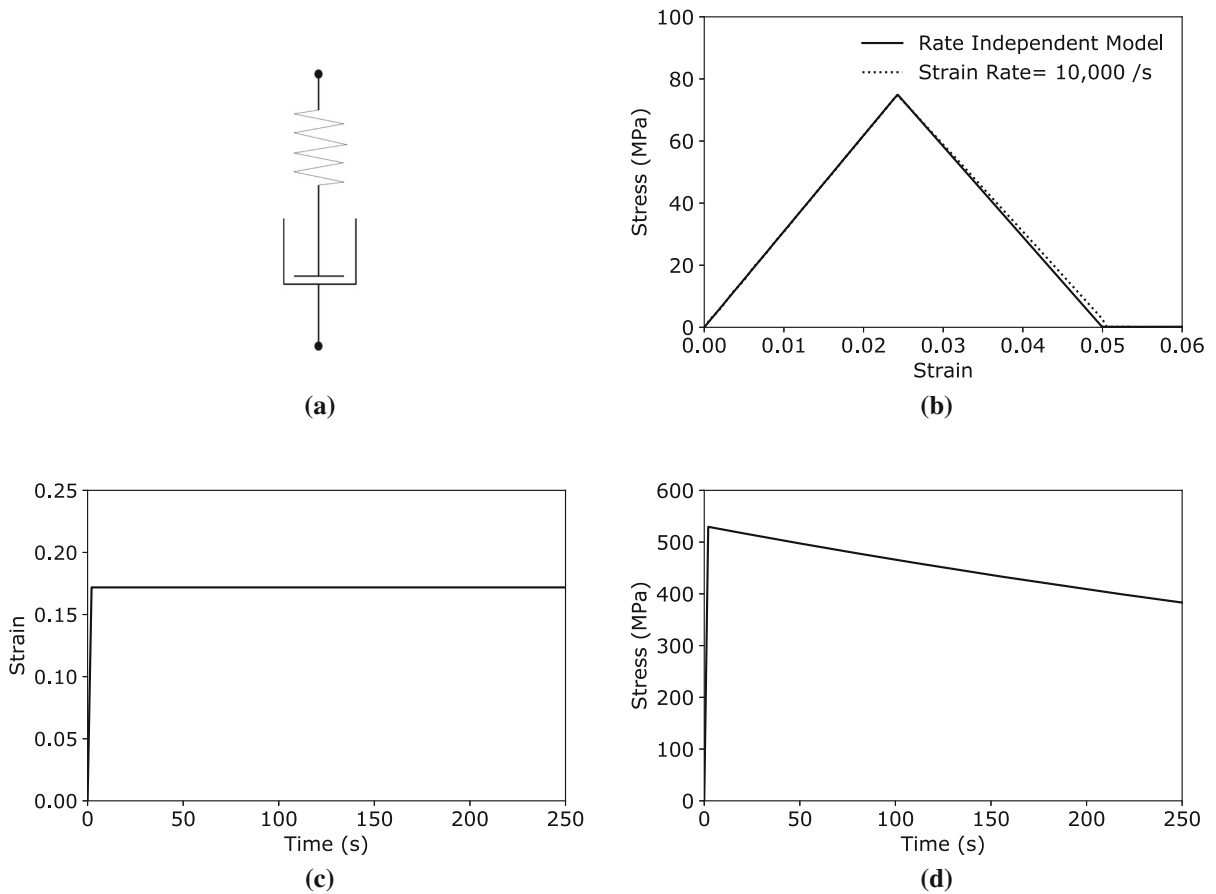 (a)
100
80
60
40
20
0
Stress (MPa)
Rate Independent Model
Strain Rate= 10,000 /s
0.00 0.01 0.02 0.03 0.04 0.05 0.06
Strain
(b)
0.25
0.20
0.15
0.10
0.05
0.00
Strain
0 50 100 150 200 250
Time (s)
(c)
600
500
400
300
200
100
0
Stress (MPa)
0 50 100 150 200 250
Time (s)
(d)